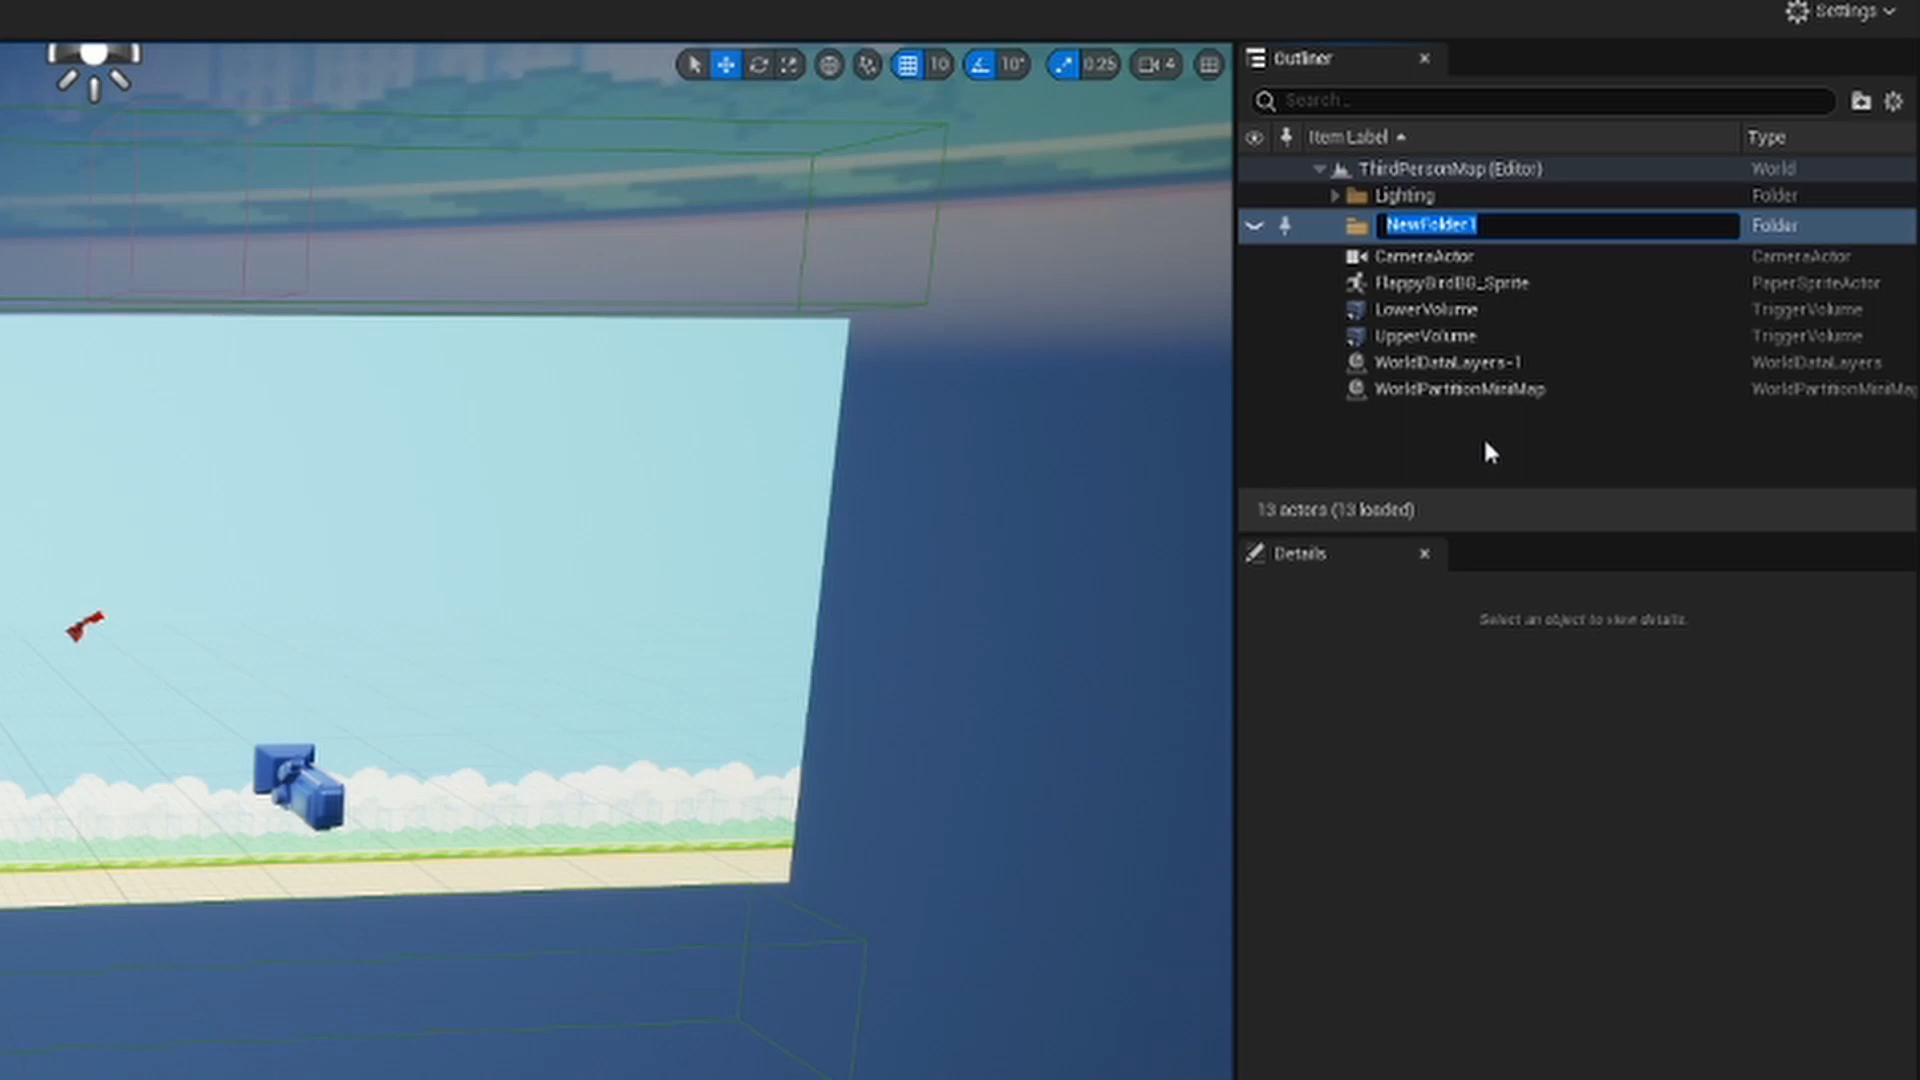 Settings
10 10° 0.25 4
Outliner
Search...
Item Label Type
ThirdPersonMap (Editor) World
Lighting Folder
NewFolder1 Folder
CameraActor CameraActor
FlappyBirdBG_Sprite PaperSpriteActor
LowerVolume TriggerVolume
UpperVolume TriggerVolume
WorldDataLayers-1 WorldDataLayers
WorldPartitionMiniMap WorldPartitionMiniMap
13 actors (13 loaded)
Details
Select an object to view details.